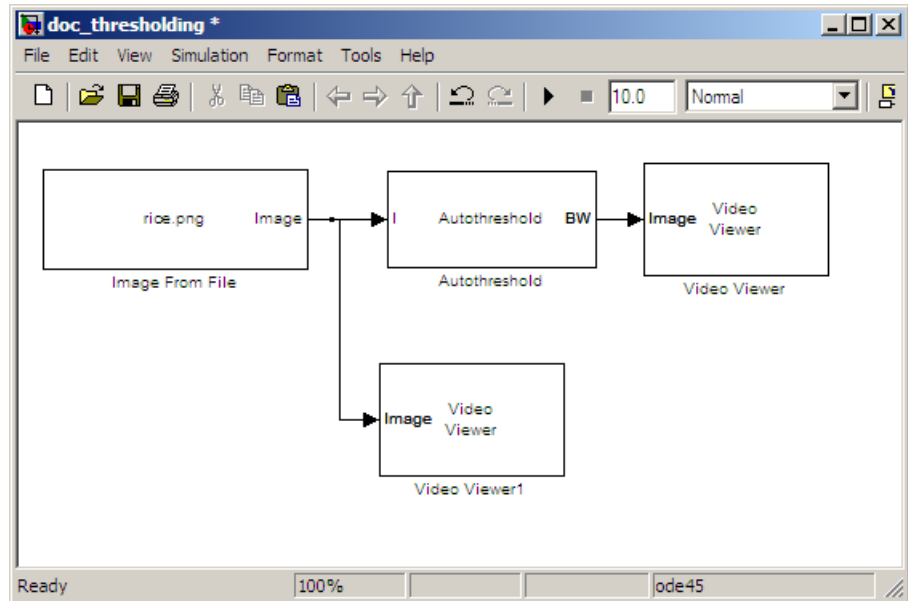 doc_thresholding *
File Edit View Simulation Format Tools Help
10.0 Normal
rice.png Image
Image From File
I Autothreshold BW
Autothreshold
Image Video
Viewer
Video Viewer
Image Video
Viewer
Video Viewer1
Ready 100% ode45